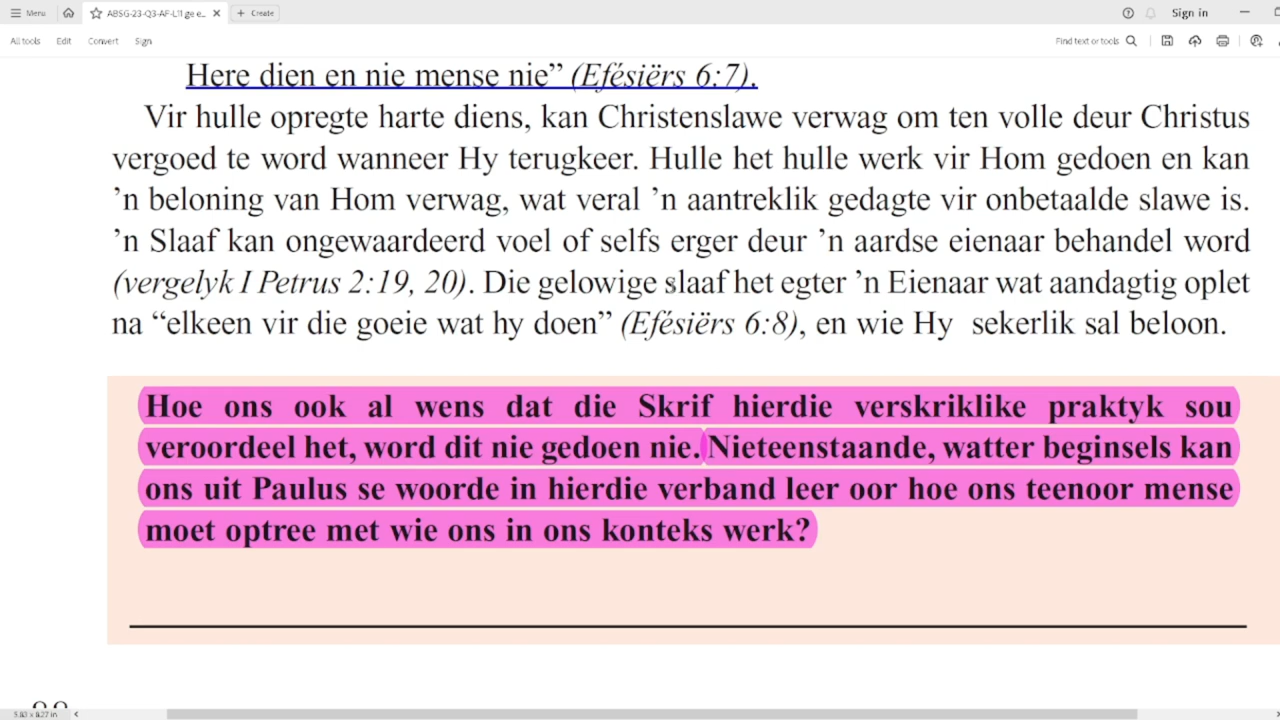 Menu ABSG-23-Q3-AF-L11 ge e... Create Sign in
All tools Edit Convert Sign Find text or tools
Here dien en nie mense nie” (Efésiërs 6:7).
Vir hulle opregte harte diens, kan Christenslawe verwag om ten volle deur Christus
vergoed te word wanneer Hy terugkeer. Hulle het hulle werk vir Hom gedoen en kan
’n beloning van Hom verwag, wat veral ’n aantreklik gedagte vir onbetaalde slawe is.
’n Slaaf kan ongewaardeerd voel of selfs erger deur ’n aardse eienaar behandel word
(vergelyk I Petrus 2:19, 20). Die gelowige slaaf het egter ’n Eienaar wat aandagtig oplet
na “elkeen vir die goeie wat hy doen” (Efésiërs 6:8), en wie Hy sekerlik sal beloon.
Hoe ons ook al wens dat die Skrif hierdie verskriklike praktyk sou
veroordeel het, word dit nie gedoen nie. Nieteenstaande, watter beginsels kan
ons uit Paulus se woorde in hierdie verband leer oor hoe ons teenoor mense
moet optree met wie ons in ons konteks werk?